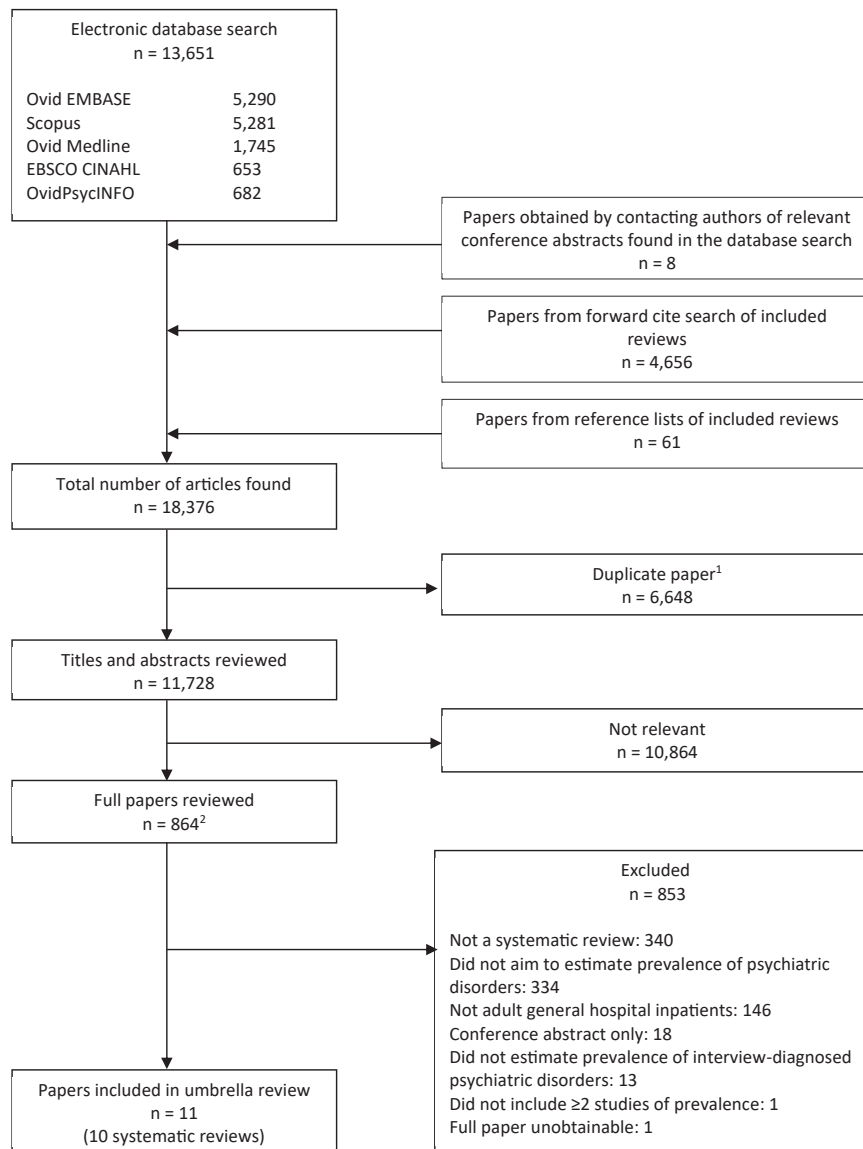 Electronic database search
n = 13,651
Ovid EMBASE 5,290
Scopus 5,281
Ovid Medline 1,745
EBSCO CINAHL 653
OvidPsycINFO 682
Papers obtained by contacting authors of relevant
conference abstracts found in the database search
n = 8
Papers from forward cite search of included
reviews
n = 4,656
Papers from reference lists of included reviews
n = 61
Total number of articles found
n = 18,376
Duplicate paper¹
n = 6,648
Titles and abstracts reviewed
n = 11,728
Not relevant
n = 10,864
Full papers reviewed
n = 864²
Excluded
n = 853
Not a systematic review: 340
Did not aim to estimate prevalence of psychiatric
disorders: 334
Not adult general hospital inpatients: 146
Conference abstract only: 18
Did not estimate prevalence of interview-diagnosed
psychiatric disorders: 13
Did not include ≥2 studies of prevalence: 1
Full paper unobtainable: 1
Papers included in umbrella review
n = 11
(10 systematic reviews)